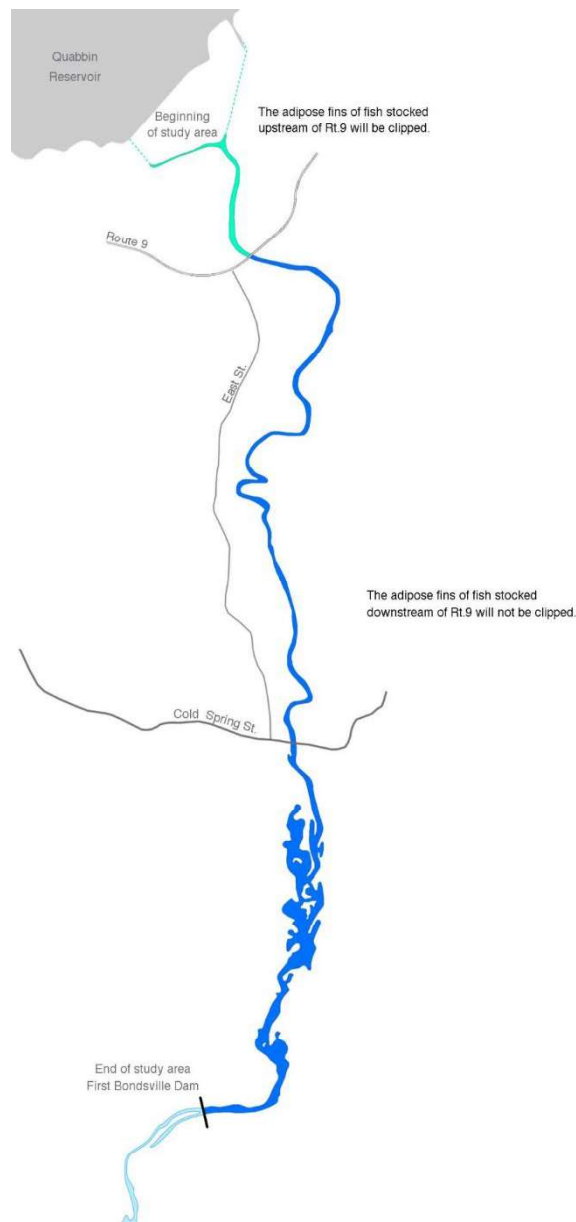 Quabbin
Reservoir
Beginning
of study area
The adipose fins of fish stocked
upstream of Rt.9 will be clipped.
Route 9
East St.
The adipose fins of fish stocked
downstream of Rt.9 will not be clipped.
Cold Spring St.
End of study area
First Bondsville Dam